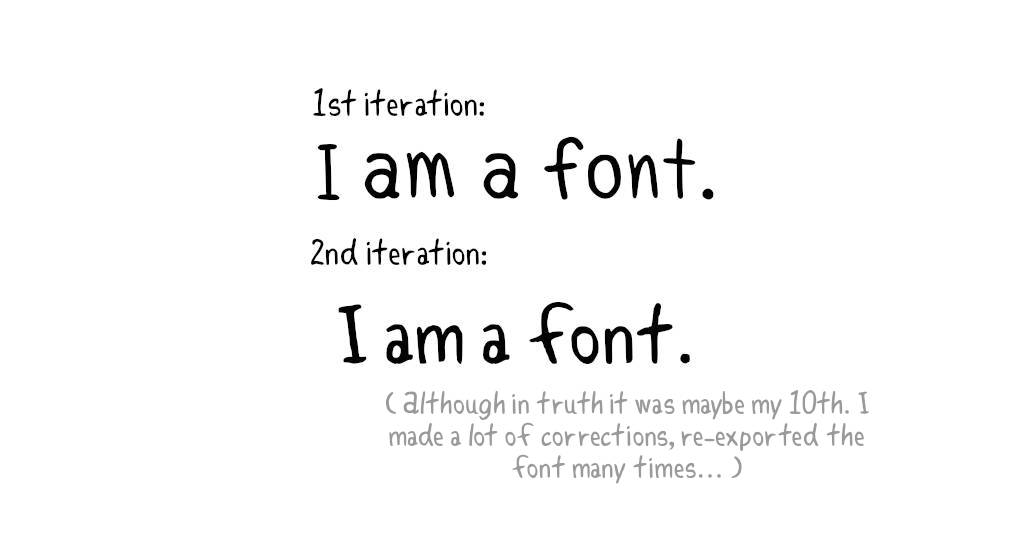 1st iteration:
I am a font.
2nd iteration:
I am a font.
( although in truth it was maybe my 10th. I
made a lot of corrections, re-exported the
font many times... )